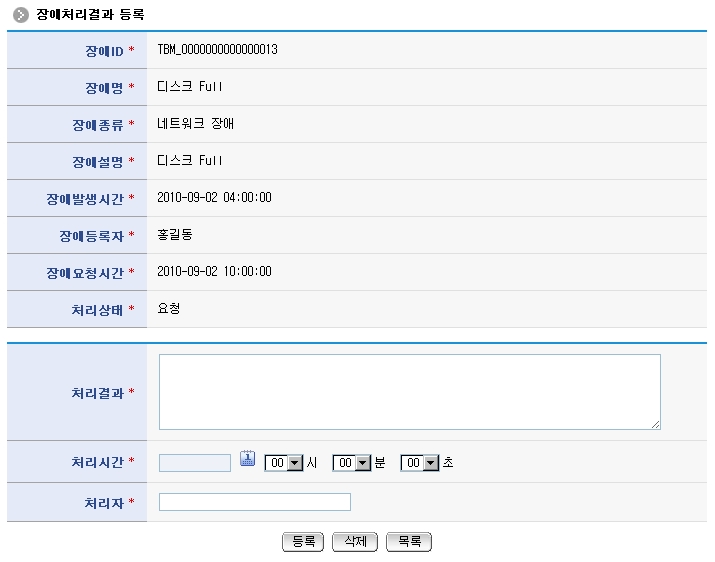 장애처리결과 등록
장애ID * TBM_0000000000000013
장애명 * 디스크 Full
장애종류 * 네트워크 장애
장애설명 * 디스크 Full
장애발생시간 * 2010-09-02 04:00:00
장애등록자 * 홍길동
장애요청시간 * 2010-09-02 10:00:00
처리상태 * 요청
처리결과 *
처리시간 * 1 00 시 00 분 00 초
처리자 *
등록 삭제 목록